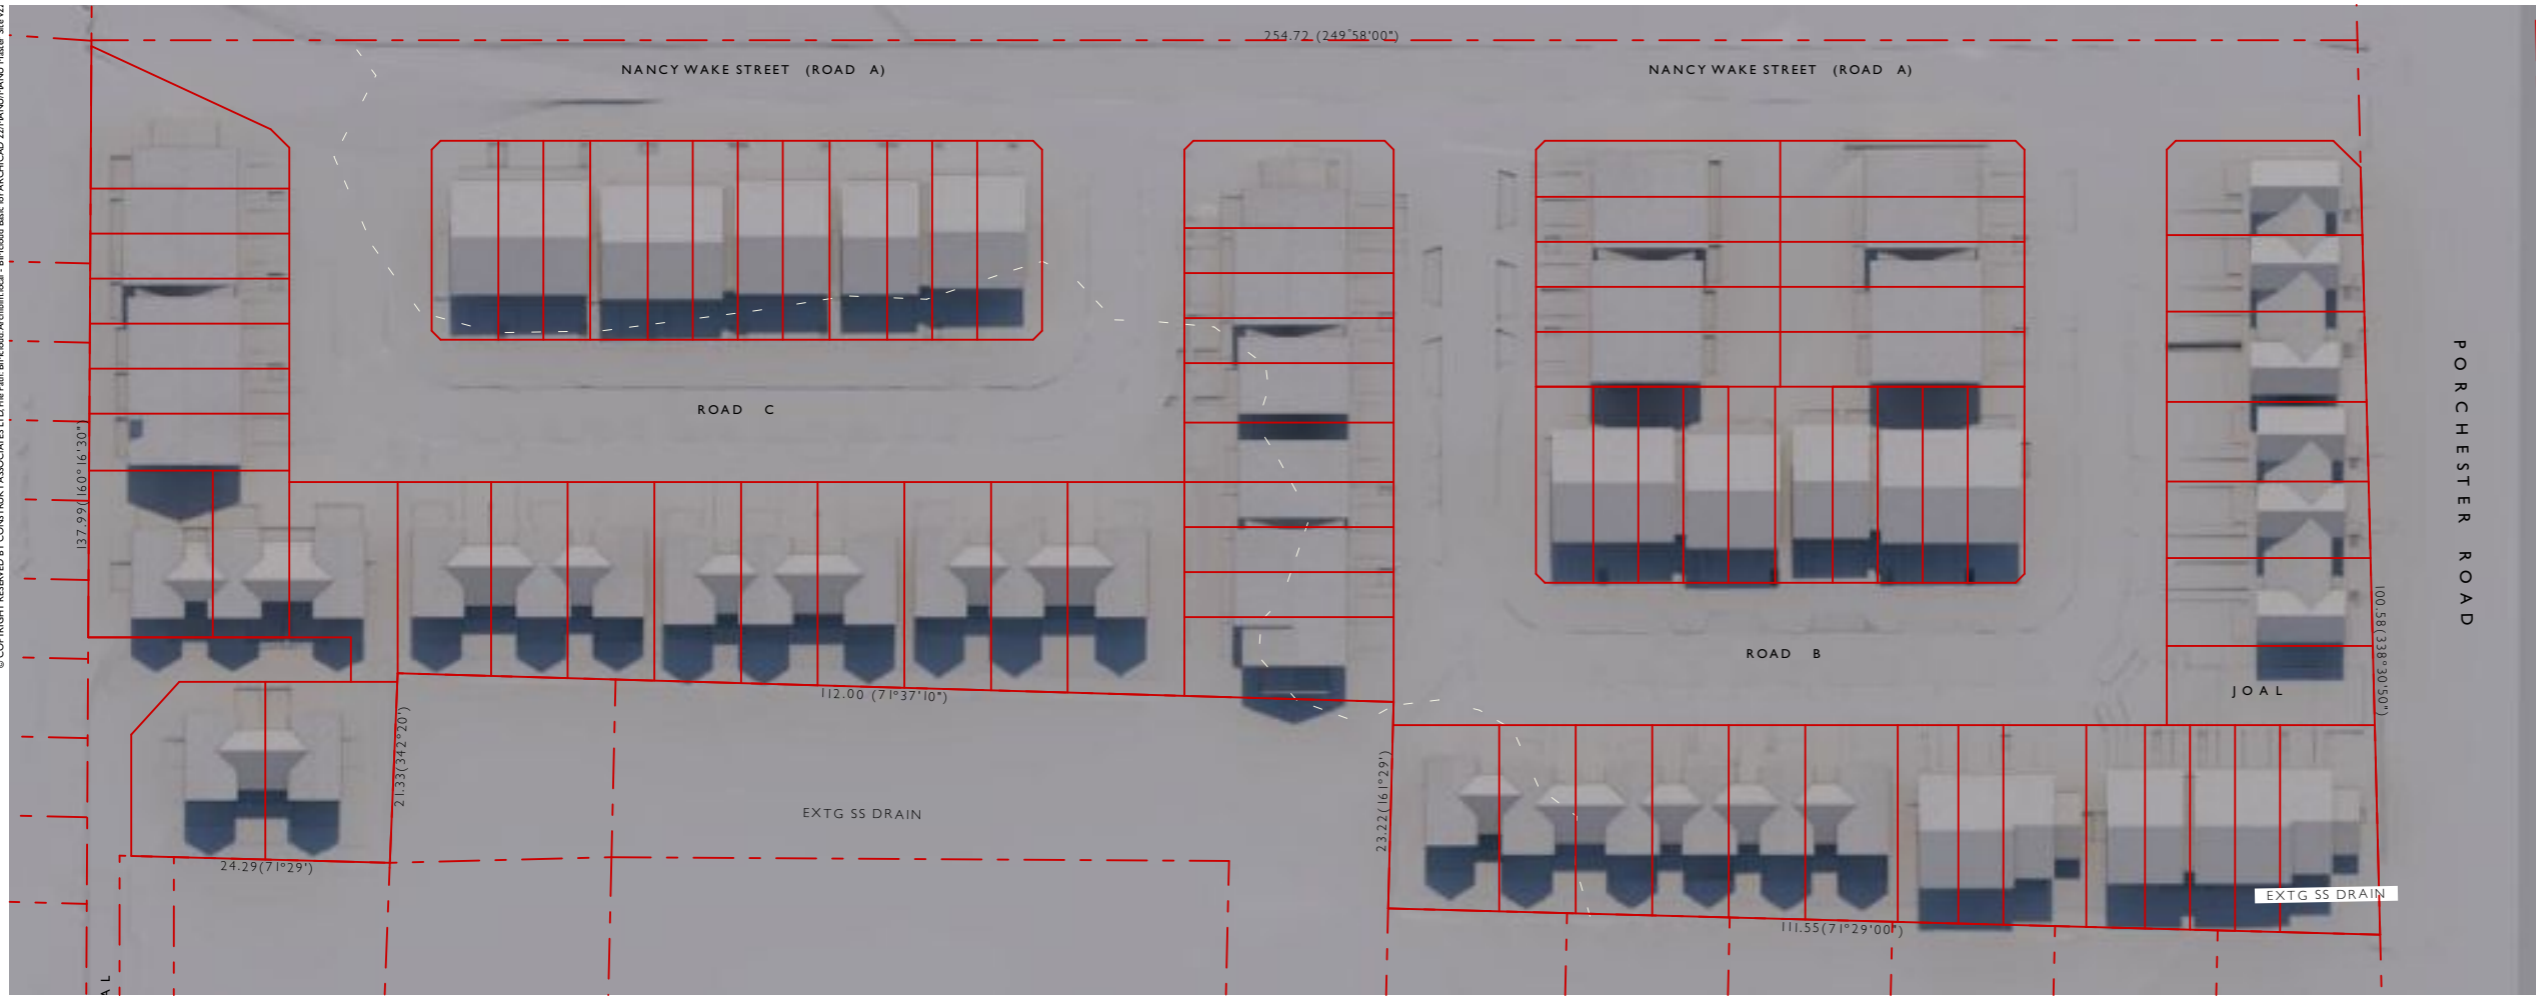 254.72 (249°58'00")
NANCY WAKE STREET (ROAD A)
NANCY WAKE STREET (ROAD A)
PORCHESTER ROAD
ROAD C
137.99(160°16'30")
100.58(338°30'50")
ROAD B
JOAL
112.00 (71°37'10")
21.33(342°20')
23.22(161°29')
EXTG SS DRAIN
24.29(71°29')
EXTG SS DRAIN
111.55(71°29'00")